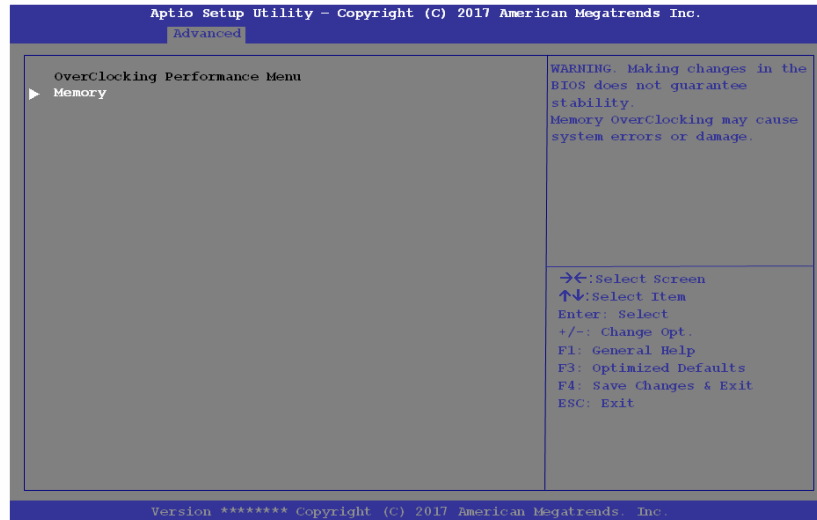 Aptio Setup Utility – Copyright (C) 2017 American Megatrends Inc.
Advanced
OverClocking Performance Menu
Memory
WARNING. Making changes in the
BIOS does not guarantee
stability.
Memory OverClocking may cause
system errors or damage.
→←:Select Screen
↑↓:Select Item
Enter: Select
+/-: Change Opt.
F1: General Help
F3: Optimized Defaults
F4: Save Changes & Exit
ESC: Exit
Version ******** Copyright (C) 2017 American Megatrends. Inc.